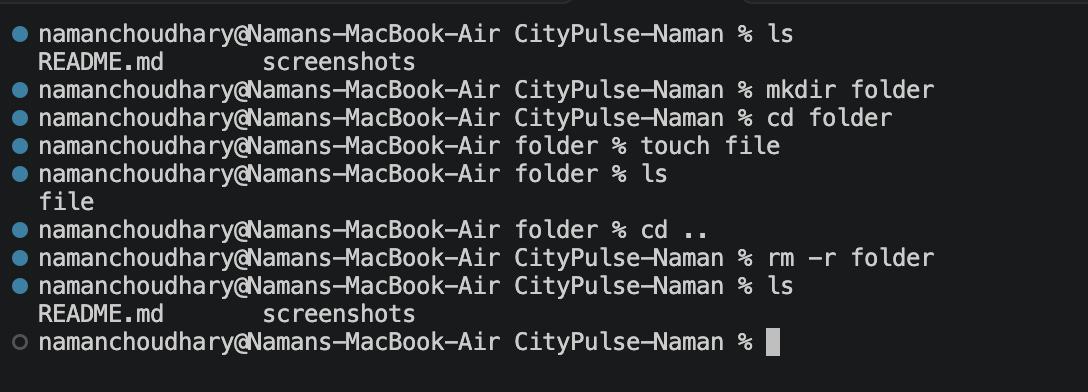 namanchoudhary@Namans-MacBook-Air CityPulse-Naman % ls
README.md       screenshots
namanchoudhary@Namans-MacBook-Air CityPulse-Naman % mkdir folder
namanchoudhary@Namans-MacBook-Air CityPulse-Naman % cd folder
namanchoudhary@Namans-MacBook-Air folder % touch file
namanchoudhary@Namans-MacBook-Air folder % ls
file
namanchoudhary@Namans-MacBook-Air folder % cd ..
namanchoudhary@Namans-MacBook-Air CityPulse-Naman % rm -r folder
namanchoudhary@Namans-MacBook-Air CityPulse-Naman % ls
README.md       screenshots
namanchoudhary@Namans-MacBook-Air CityPulse-Naman %